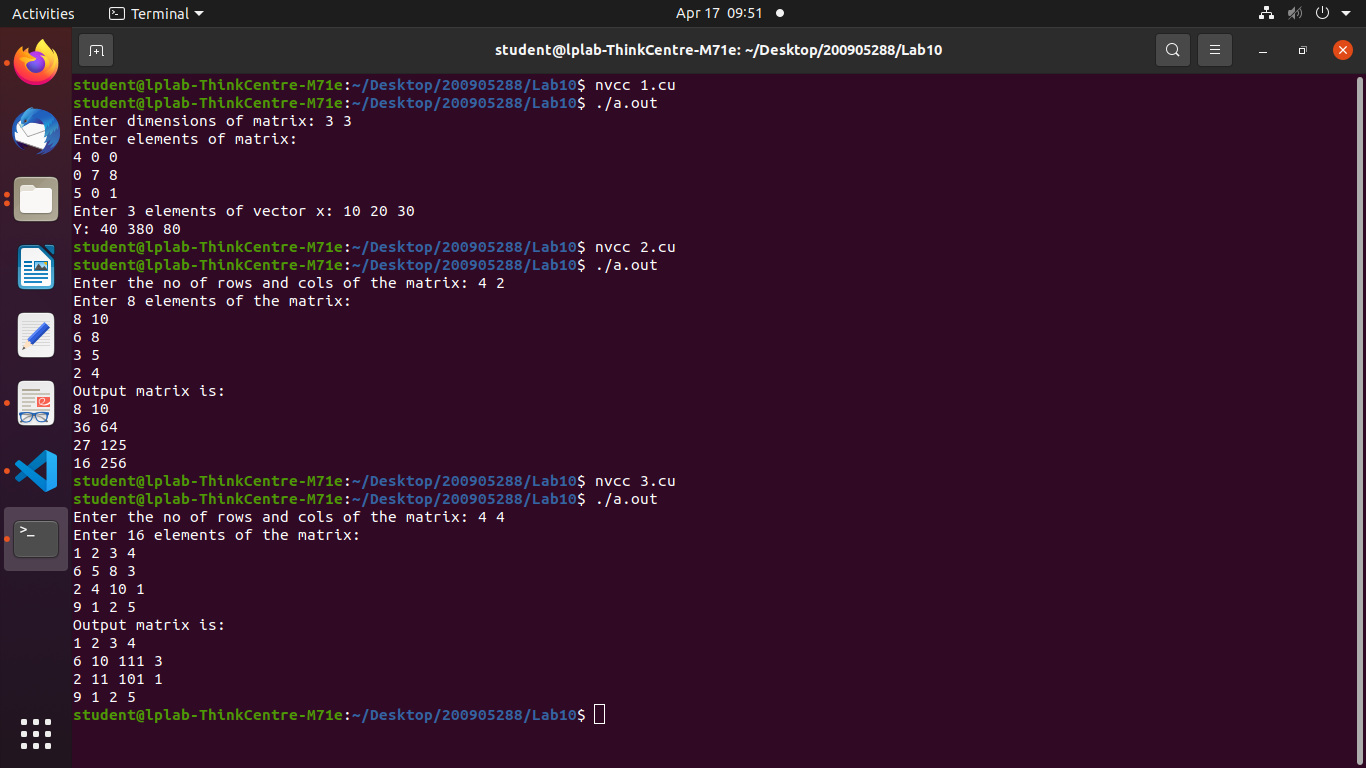 Activities Terminal Apr 17 09:51
student@lplab-ThinkCentre-M71e: ~/Desktop/200905288/Lab10
student@lplab-ThinkCentre-M71e:~/Desktop/200905288/Lab10$ nvcc 1.cu
student@lplab-ThinkCentre-M71e:~/Desktop/200905288/Lab10$ ./a.out
Enter dimensions of matrix: 3 3
Enter elements of matrix:
4 0 0
0 7 8
5 0 1
Enter 3 elements of vector x: 10 20 30
Y: 40 380 80
student@lplab-ThinkCentre-M71e:~/Desktop/200905288/Lab10$ nvcc 2.cu
student@lplab-ThinkCentre-M71e:~/Desktop/200905288/Lab10$ ./a.out
Enter the no of rows and cols of the matrix: 4 2
Enter 8 elements of the matrix:
8 10
6 8
3 5
2 4
Output matrix is:
8 10
36 64
27 125
16 256
student@lplab-ThinkCentre-M71e:~/Desktop/200905288/Lab10$ nvcc 3.cu
student@lplab-ThinkCentre-M71e:~/Desktop/200905288/Lab10$ ./a.out
Enter the no of rows and cols of the matrix: 4 4
Enter 16 elements of the matrix:
1 2 3 4
6 5 8 3
2 4 10 1
9 1 2 5
Output matrix is:
1 2 3 4
6 10 111 3
2 11 101 1
9 1 2 5
student@lplab-ThinkCentre-M71e:~/Desktop/200905288/Lab10$